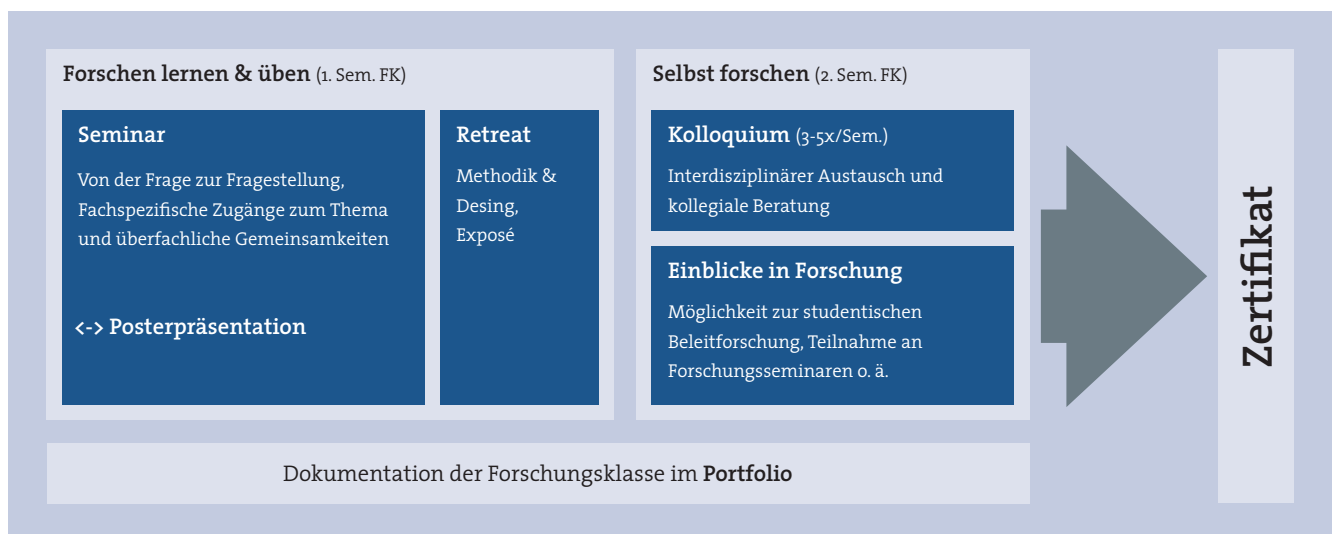 Forschen lernen & üben (1. Sem. FK)
Seminar
Von der Frage zur Fragestellung,
Fachspezifische Zugänge zum Thema
und überfachliche Gemeinsamkeiten
<-> Posterpräsentation
Retreat
Methodik &
Desing,
Exposé
Selbst forschen (2. Sem. FK)
Kolloquium (3-5x/Sem.)
Interdisziplinärer Austausch und
kollegiale Beratung
Einblicke in Forschung
Möglichkeit zur studentischen
Beleitforschung, Teilnahme an
Forschungsseminaren o. ä.
Zertifikat
Dokumentation der Forschungsklasse im Portfolio